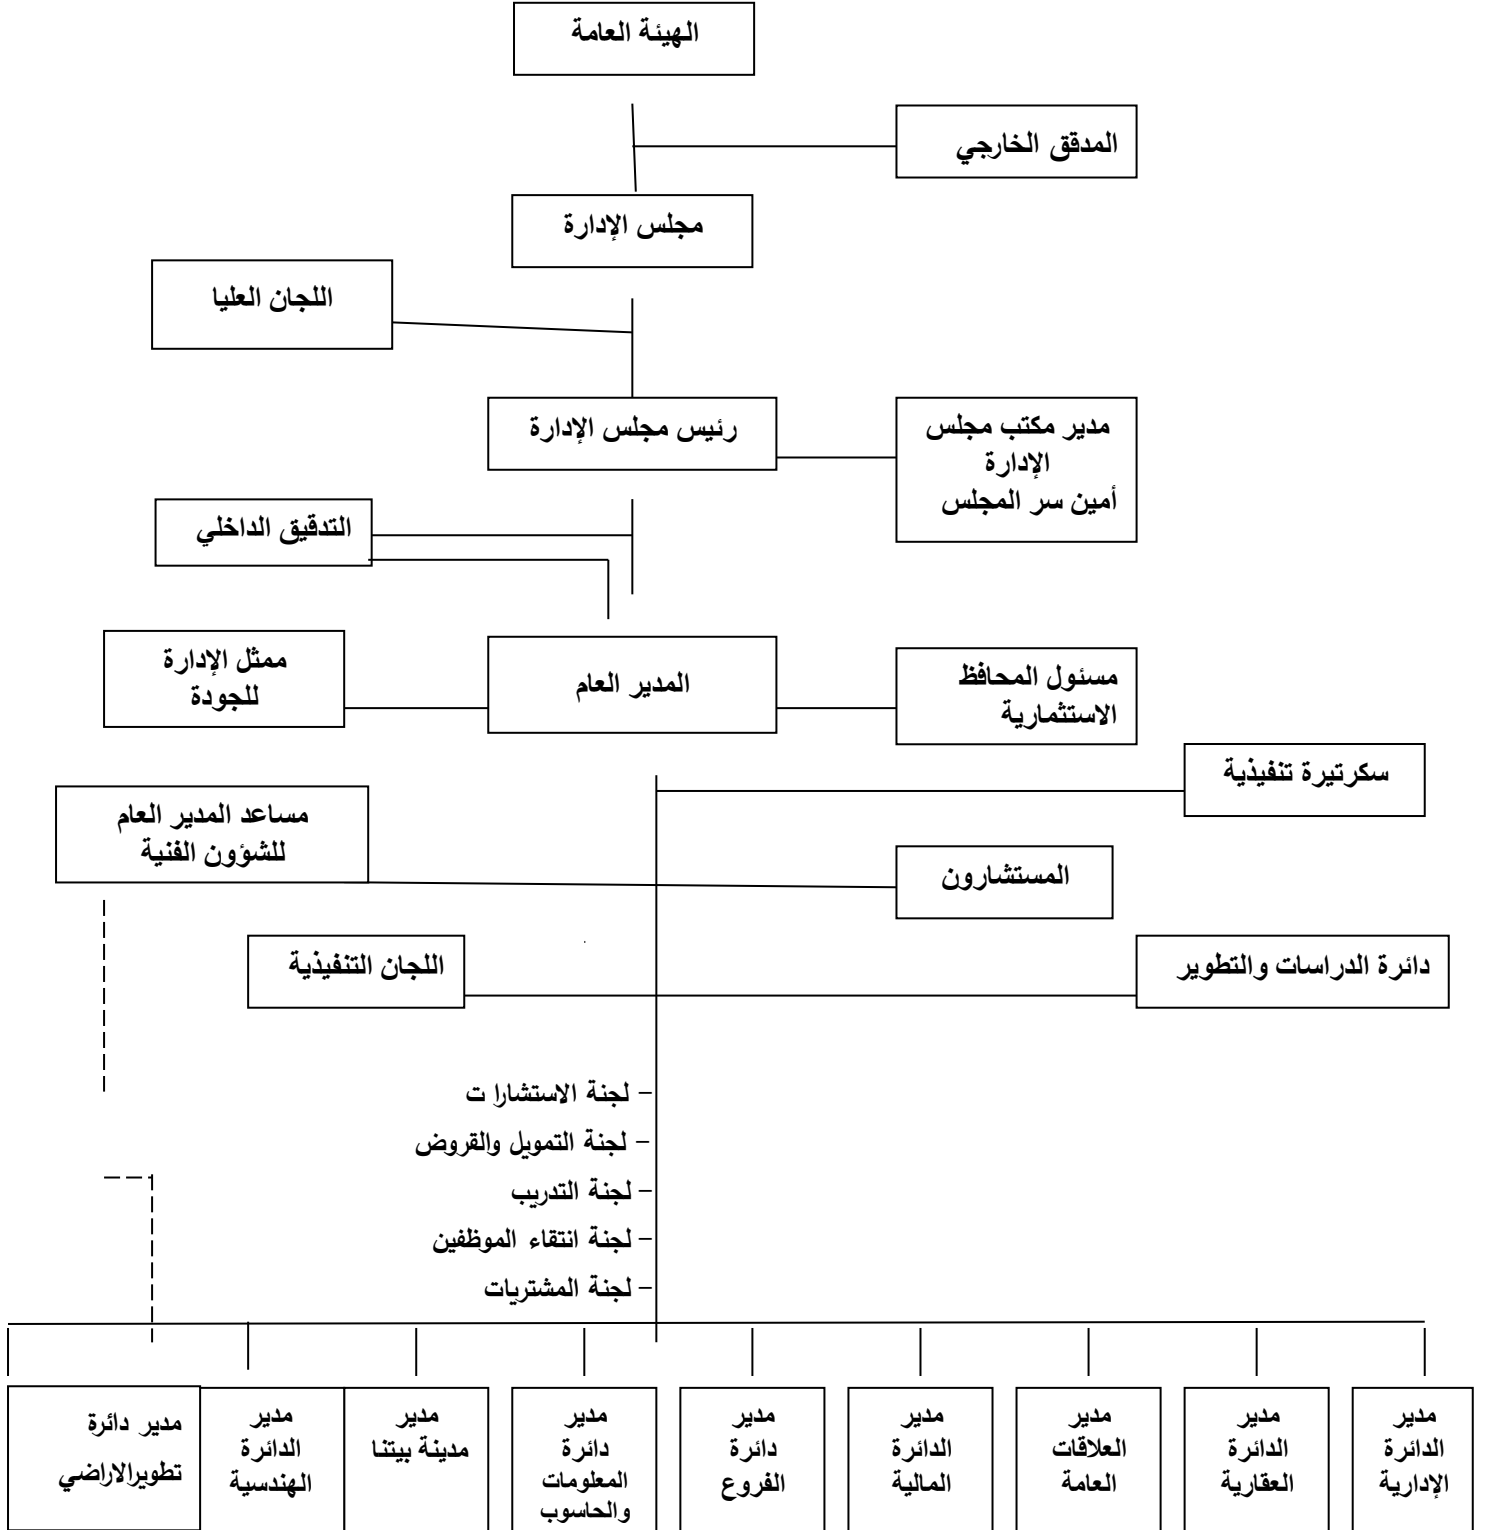 الهيئة العامة
المدقق الخارجي
مجلس الإدارة
اللجان العليا
رئيس مجلس الإدارة
مدير مكتب مجلس
الإدارة
أمين سر المجلس
التدقيق الداخلي
ممثل الإدارة
للجودة
المدير العام
مسئول المحافظ
الاستثمارية
سكرتيرة تنفيذية
مساعد المدير العام
للشؤون الفنية
المستشارون
دائرة الدراسات والتطوير
اللجان التنفيذية
- لجنة الاستشارا ت
- لجنة التمويل والقروض
- لجنة التدريب
- لجنة انتقاء الموظفين
- لجنة المشتريات
مدير
الدائرة
الإدارية
مدير
الدائرة
العقارية
مدير
العلاقات
العامة
مدير
الدائرة
المالية
مدير
دائرة
الفروع
مدير
دائرة
المعلومات
والحاسوب
مدير
مدينة بيتنا
مدير
الدائرة
الهندسية
مدير دائرة
تطويرالاراضي